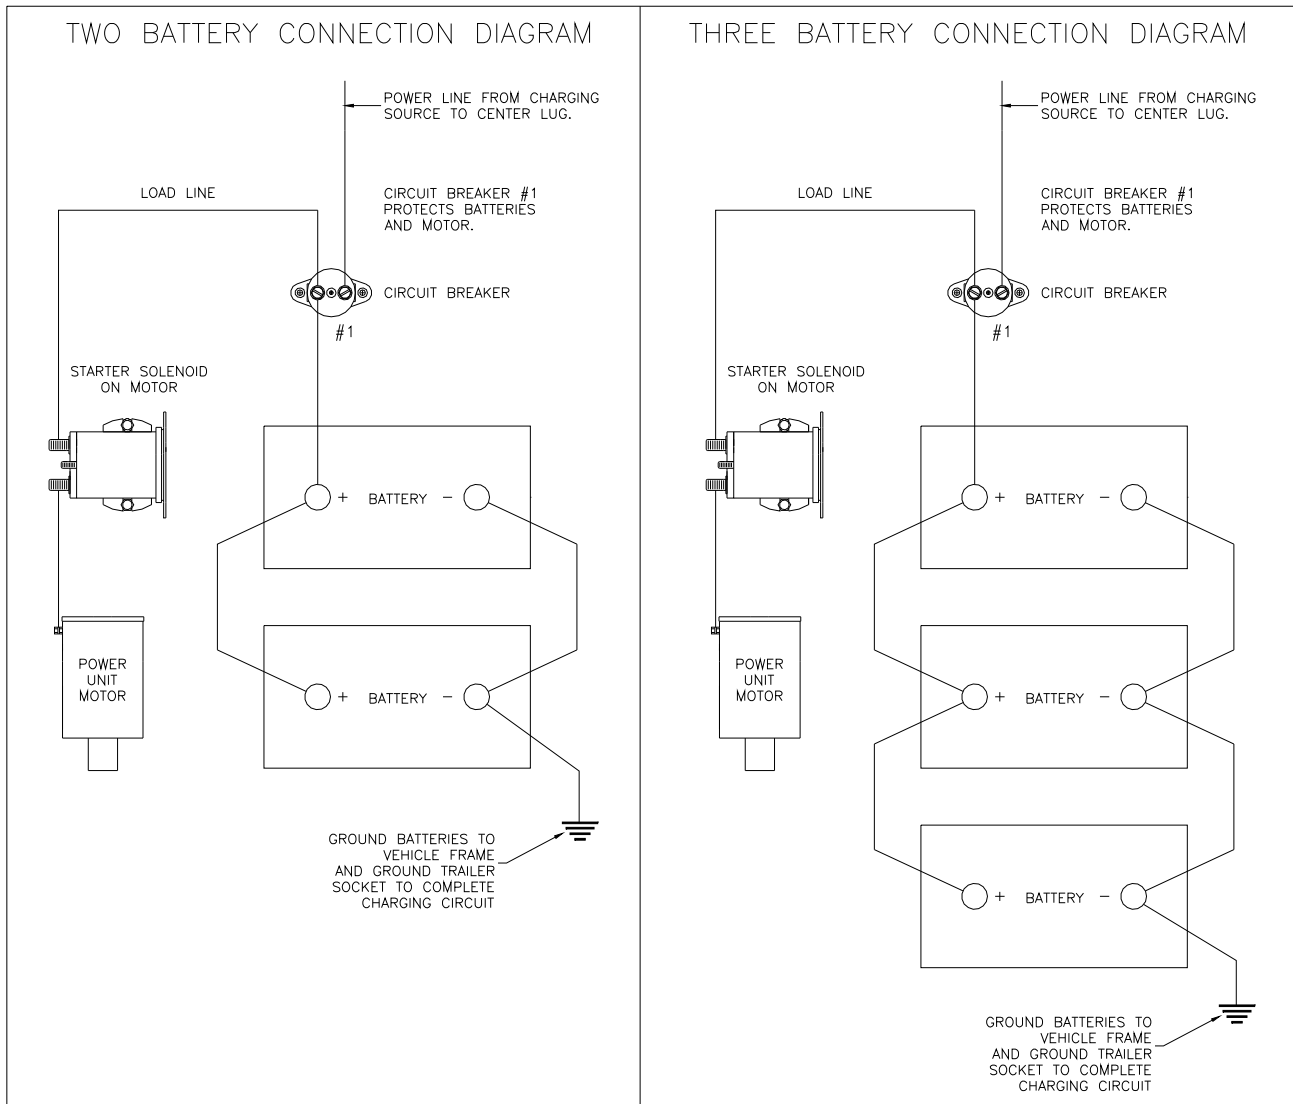 TWO BATTERY CONNECTION DIAGRAM
POWER LINE FROM CHARGING
SOURCE TO CENTER LUG.
LOAD LINE
CIRCUIT BREAKER #1
PROTECTS BATTERIES
AND MOTOR.
CIRCUIT BREAKER
#1
STARTER SOLENOID
ON MOTOR
+ BATTERY -
POWER
UNIT
MOTOR
+ BATTERY -
GROUND BATTERIES TO
VEHICLE FRAME
AND GROUND TRAILER
SOCKET TO COMPLETE
CHARGING CIRCUIT
THREE BATTERY CONNECTION DIAGRAM
POWER LINE FROM CHARGING
SOURCE TO CENTER LUG.
LOAD LINE
CIRCUIT BREAKER #1
PROTECTS BATTERIES
AND MOTOR.
CIRCUIT BREAKER
#1
STARTER SOLENOID
ON MOTOR
+ BATTERY -
POWER
UNIT
MOTOR
+ BATTERY -
+ BATTERY -
GROUND BATTERIES TO
VEHICLE FRAME
AND GROUND TRAILER
SOCKET TO COMPLETE
CHARGING CIRCUIT